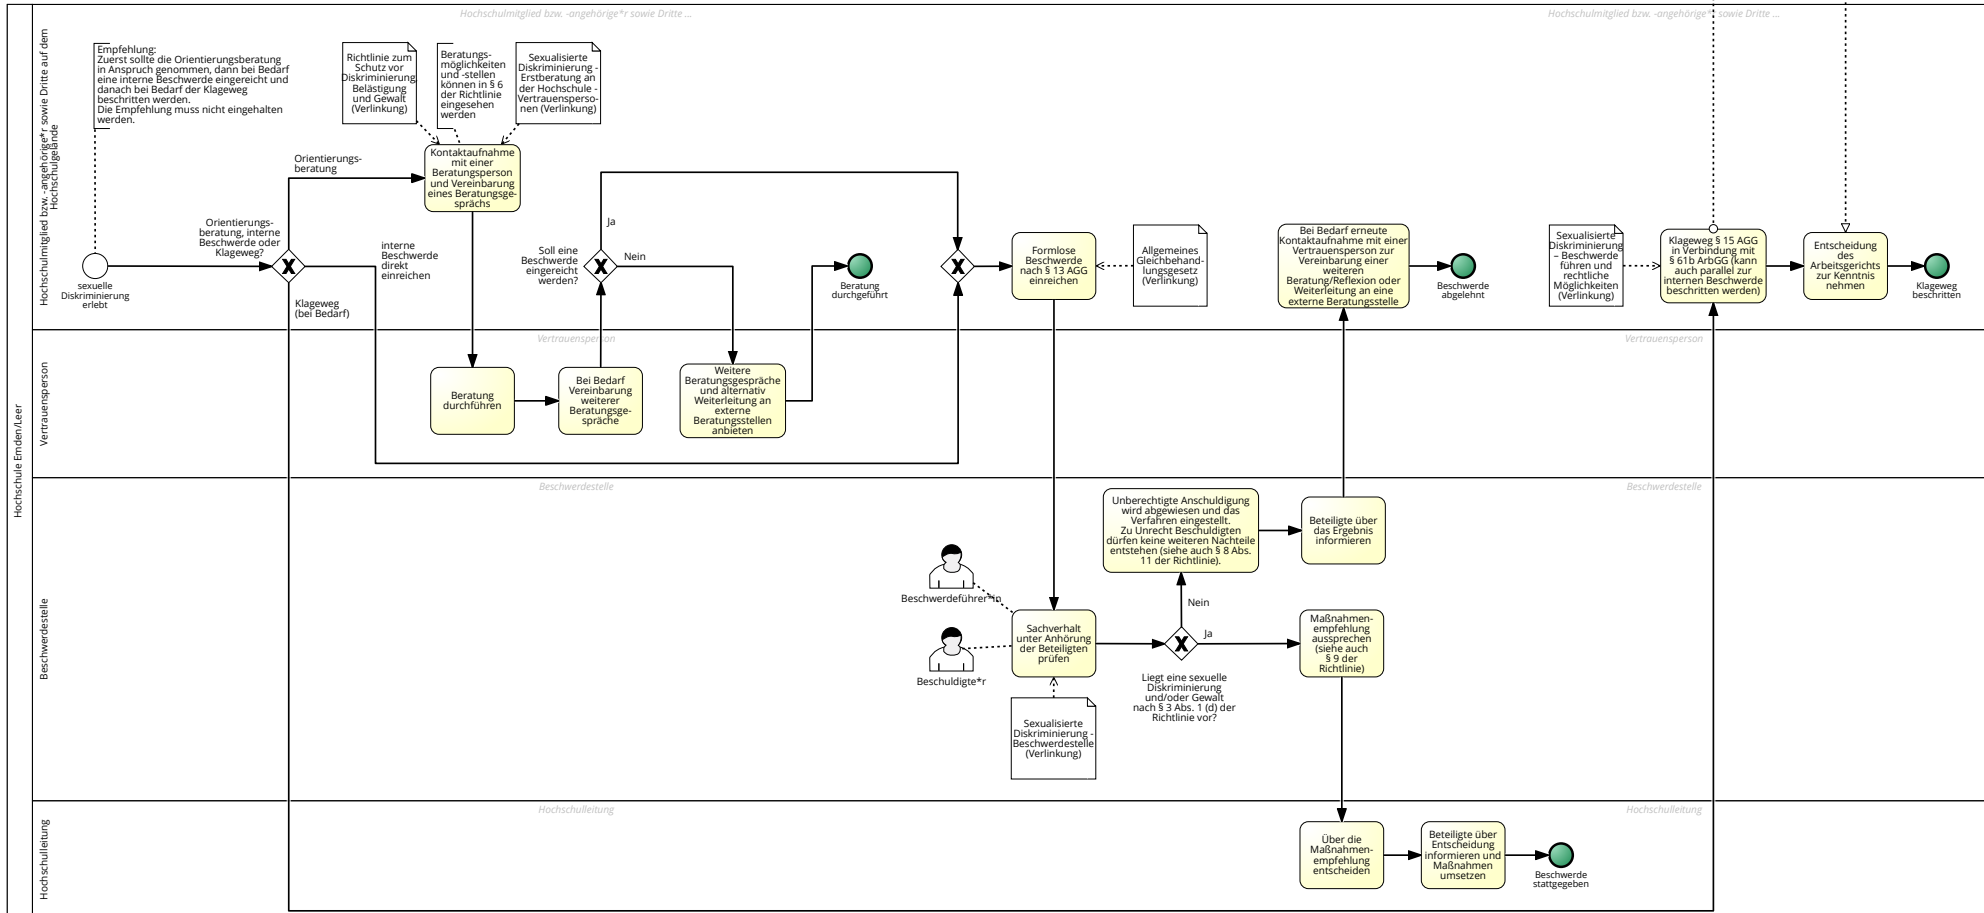 Hochschule Emden/Leer
Hochschulmitglied bzw. -angehörige*r sowie Dritte auf dem
Hochschulgelände
Hochschulmitglied bzw. -angehörige*r sowie Dritte ...
Hochschulmitglied bzw. -angehörige*r sowie Dritte ...
Empfehlung:
Zuerst sollte die Orientierungsberatung
in Anspruch genommen, dann bei Bedarf
eine interne Beschwerde eingereicht und
danach bei Bedarf der Klageweg
beschritten werden.
Die Empfehlung muss nicht eingehalten
werden.
sexuelle
Diskriminierung
erlebt
Orientierungs-
beratung, interne
Beschwerde oder
Klageweg?
Orientierungs-
beratung
interne
Beschwerde
direkt
einreichen
Klageweg
(bei Bedarf)
Richtlinie zum
Schutz vor
Diskriminierung,
Belästigung
und Gewalt
(Verlinkung)
Beratungs-
möglichkeiten
und -stellen
können in § 6
der Richtlinie
eingesehen
werden
Sexualisierte
Diskriminierung -
Erstberatung an
der Hochschule -
Vertrauensperso-
nen (Verlinkung)
Kontaktaufnahme
mit einer
Beratungsperson
und Vereinbarung
eines Beratungsge-
sprächs
Soll eine
Beschwerde
eingereicht
werden?
Ja
Nein
Beratung
durchgeführt
Formlose
Beschwerde
nach § 13 AGG
einreichen
Allgemeines
Gleichbehand-
lungsgesetz
(Verlinkung)
Bei Bedarf erneute
Kontaktaufnahme mit einer
Vertrauensperson zur
Vereinbarung einer
weiteren
Beratung/Reflexion oder
Weiterleitung an eine
externe Beratungsstelle
Beschwerde
abgelehnt
Sexualisierte
Diskriminierung
– Beschwerde
führen und
rechtliche
Möglichkeiten
(Verlinkung)
Klageweg § 15 AGG
in Verbindung mit
§ 61b ArbGG (kann
auch parallel zur
internen Beschwerde
beschritten werden)
Entscheidung
des
Arbeitsgerichts
zur Kenntnis
nehmen
Klageweg
beschritten
Vertrauensperson
Vertrauensperson
Vertrauensperson
Beratung
durchführen
Bei Bedarf
Vereinbarung
weiterer
Beratungsge-
spräche
Weitere
Beratungsgespräche
und alternativ
Weiterleitung an
externe
Beratungsstellen
anbieten
Beschwerdestelle
Beschwerdestelle
Beschwerdestelle
Unberechtigte Anschuldigung
wird abgewiesen und das
Verfahren eingestellt.
Zu Unrecht Beschuldigten
dürfen keine weiteren Nachteile
entstehen (siehe auch § 8 Abs.
11 der Richtlinie).
Beteiligte über
das Ergebnis
informieren
Beschwerdeführer*in
Beschuldigte*r
Sachverhalt
unter Anhörung
der Beteiligten
prüfen
Nein
Ja
Liegt eine sexuelle
Diskriminierung
und/oder Gewalt
nach § 3 Abs. 1 (d) der
Richtlinie vor?
Maßnahmen-
empfehlung
aussprechen
(siehe auch
§ 9 der
Richtlinie)
Sexualisierte
Diskriminierung -
Beschwerdestelle
(Verlinkung)
Hochschulleitung
Hochschulleitung
Hochschulleitung
Über die
Maßnahmen-
empfehlung
entscheiden
Beteiligte über
Entscheidung
informieren und
Maßnahmen
umsetzen
Beschwerde
stattgegeben